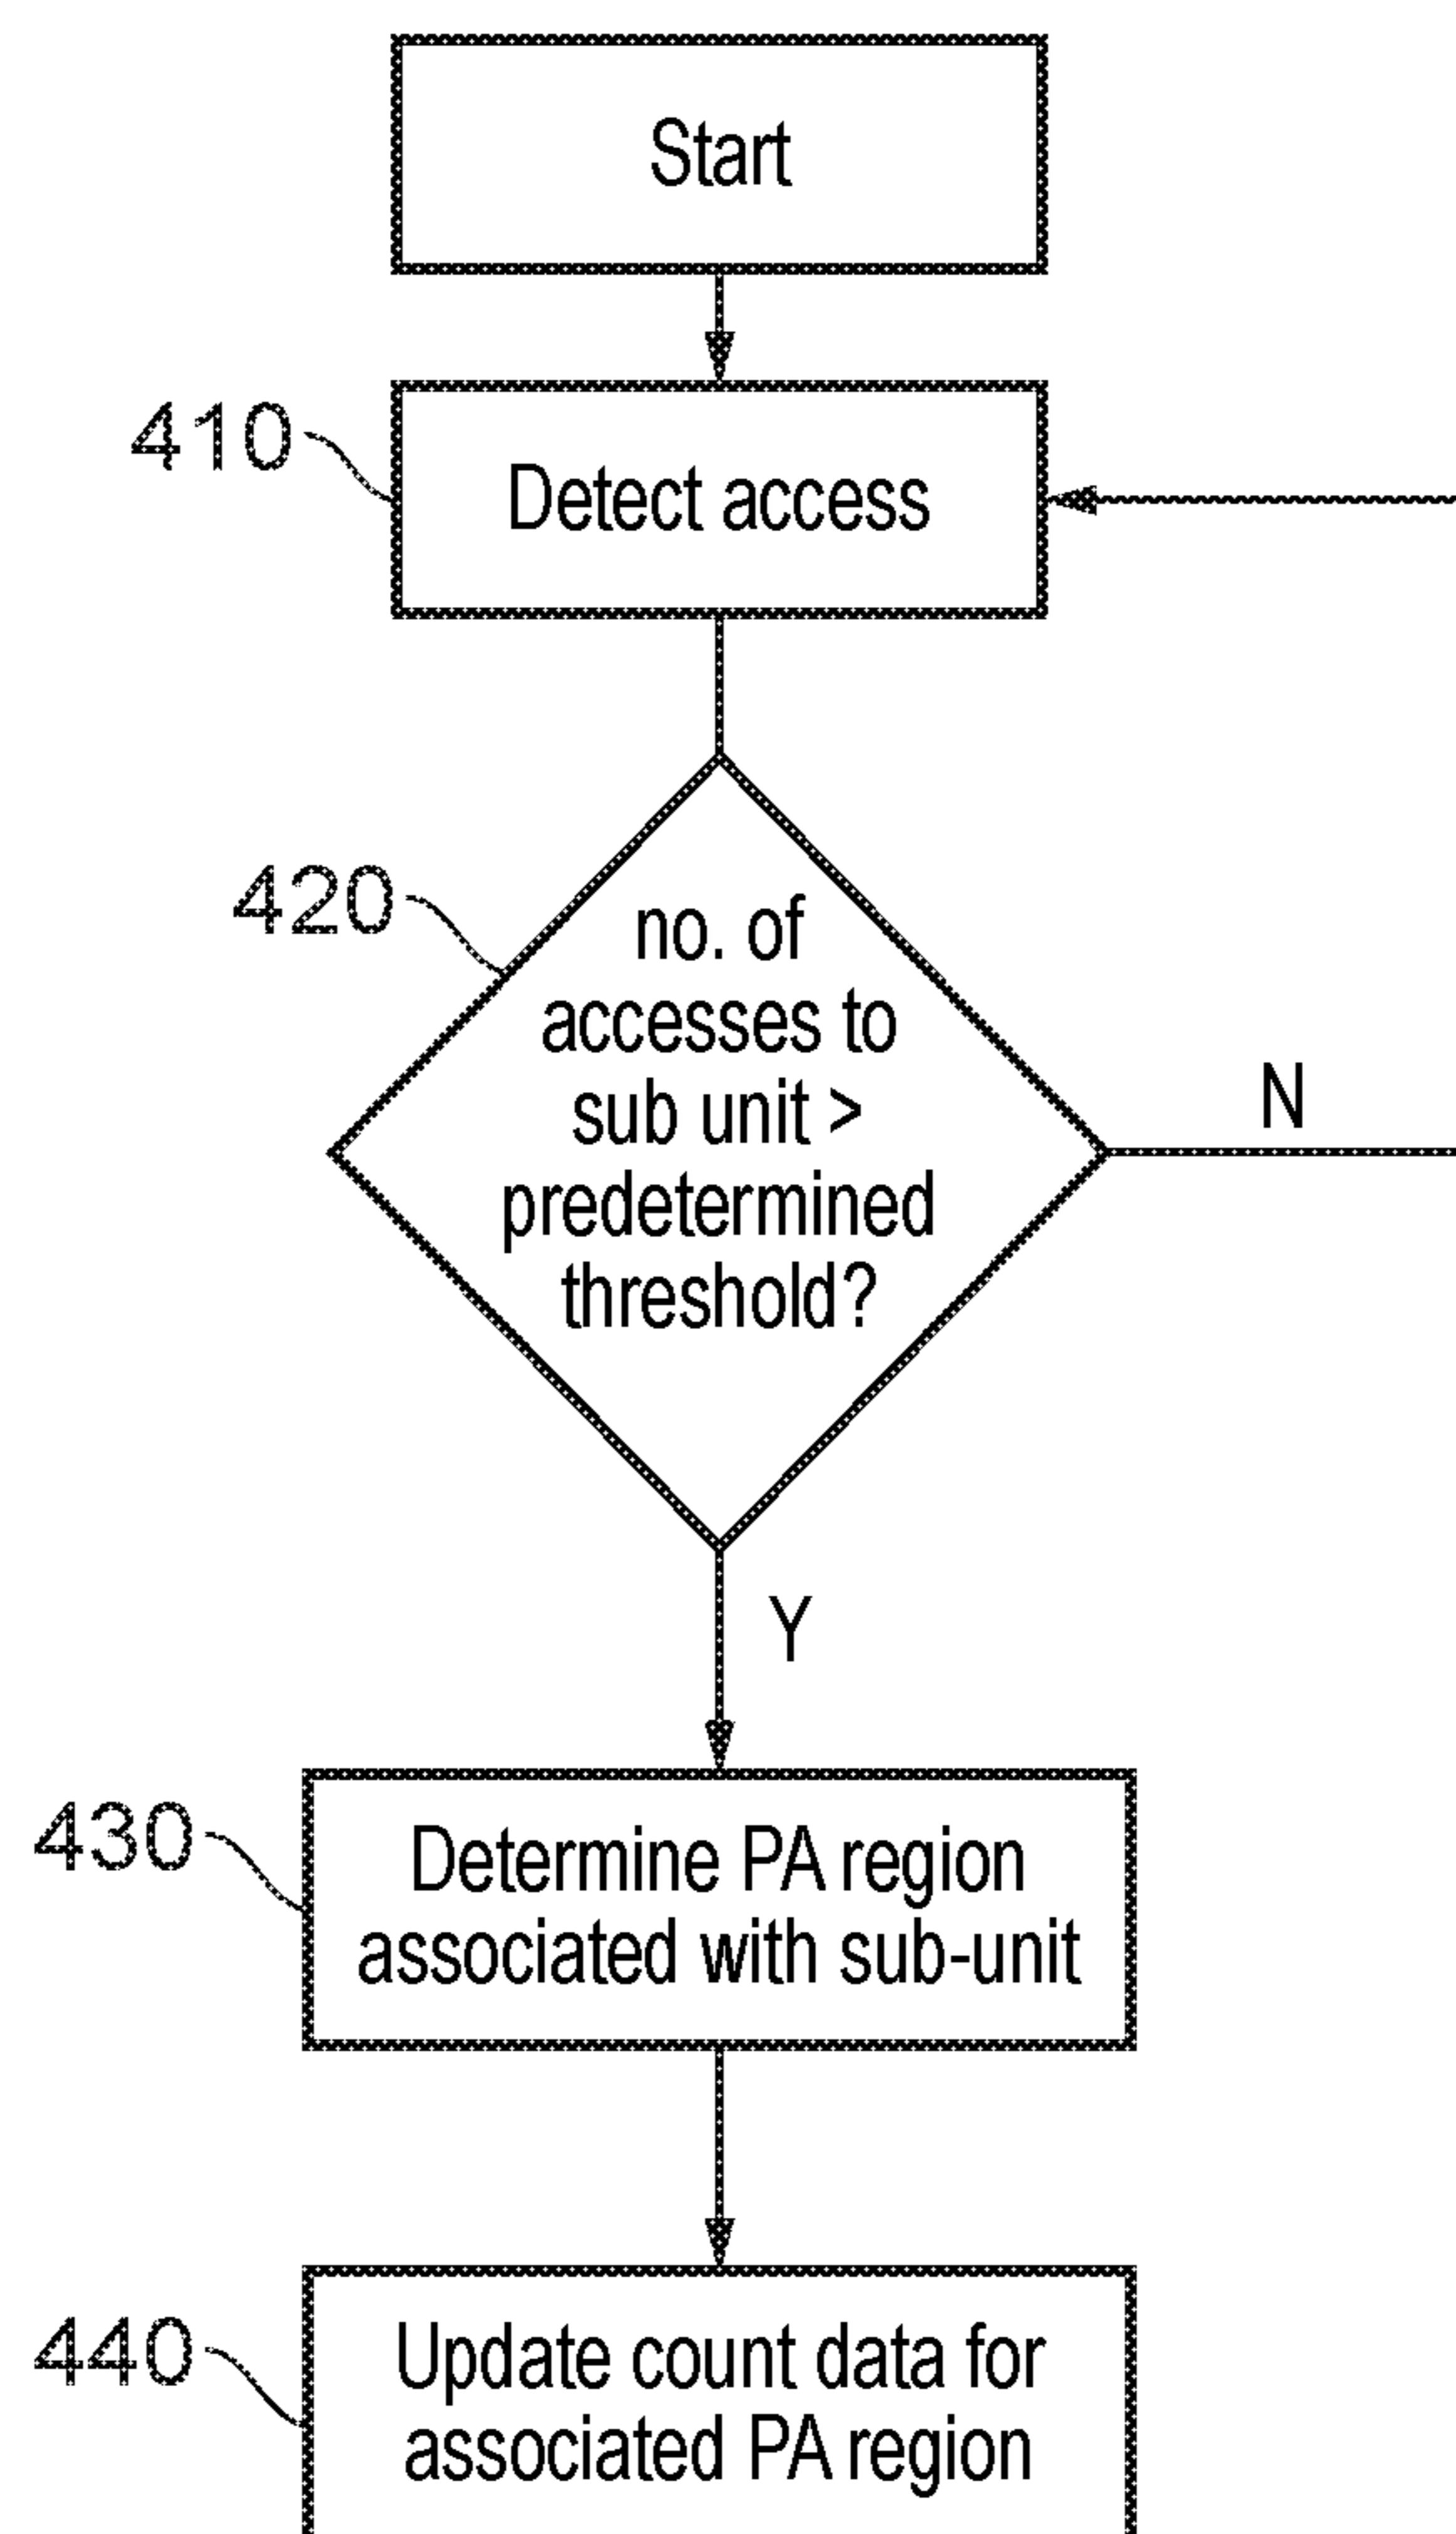 Start
410
Detect access
420
no. of
accesses to
sub unit >
predetermined
threshold?
N
Y
430
Determine PA region
associated with sub-unit
440
Update count data for
associated PA region